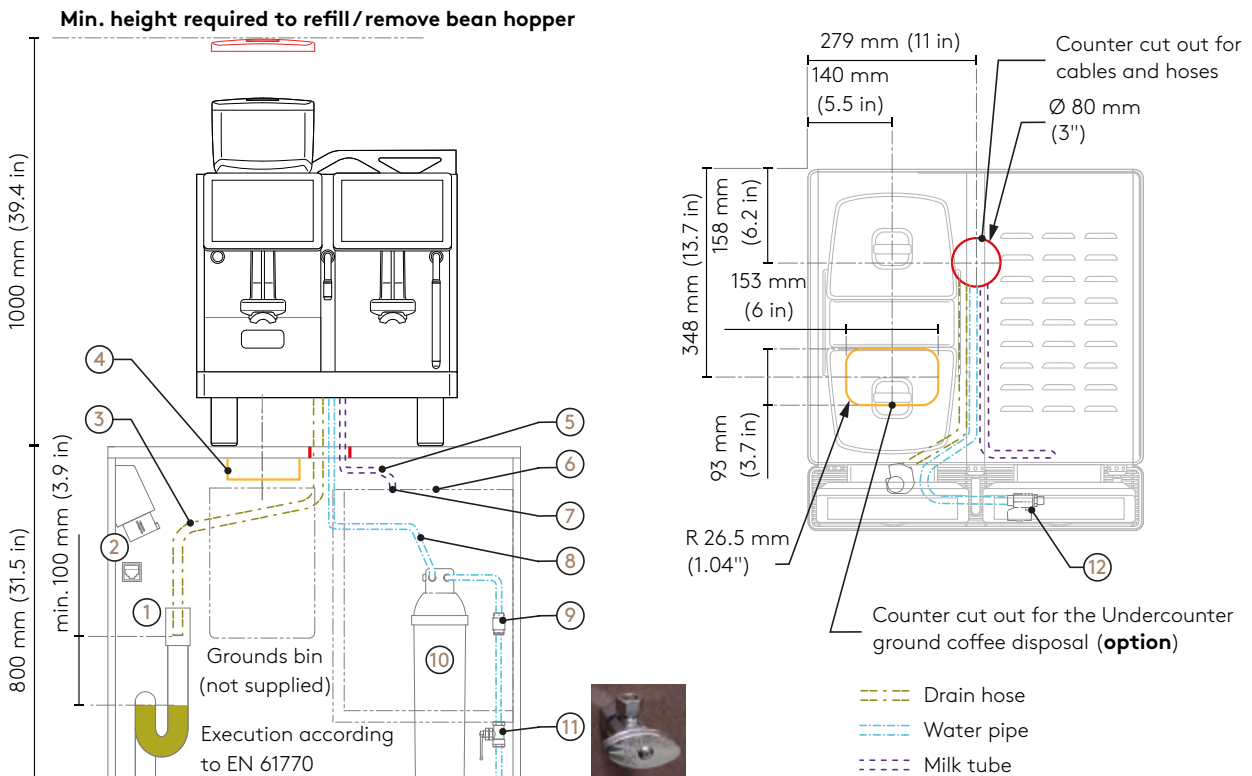 Min. height required to refill / remove bean hopper
1000 mm (39.4 in)
800 mm (31.5 in)
min. 100 mm (3.9 in)
4
3
2
1
5
6
7
8
9
10
11
Grounds bin
(not supplied)
Execution according
to EN 61770
279 mm (11 in)
140 mm
(5.5 in)
Counter cut out for
cables and hoses
Ø 80 mm
(3")
348 mm (13.7 in)
158 mm
(6.2 in)
153 mm
(6 in)
93 mm
(3.7 in)
R 26.5 mm
(1.04")
12
Counter cut out for the Undercounter
ground coffee disposal (option)
Drain hose
Water pipe
Milk tube